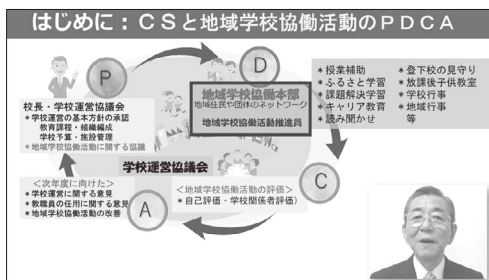 はじめに：ＣＳと地域学校協働活動のＰＤＣＡ
P
校長・学校運営協議会
＊学校運営の基本方針の承認
教育課程・組織編成
学校予算・施設管理
＊地域学校協働活動に関する協議
D
地域学校協働本部
地域住民や団体のネットワーク
地域学校協働活動推進員
＊授業補助
＊ふるさと学習
＊課題解決学習
＊キャリア教育
＊読み聞かせ
＊登下校の見守り
＊放課後子供教室
＊学校行事
＊地域行事
等
学校運営協議会
C
＜地域学校協働活動の評価＞
＊自己評価・学校関係者評価）
A
＜次年度に向けた＞
＊学校運営に関する意見
＊教職員の任用に関する意見
＊地域学校協働活動の改善